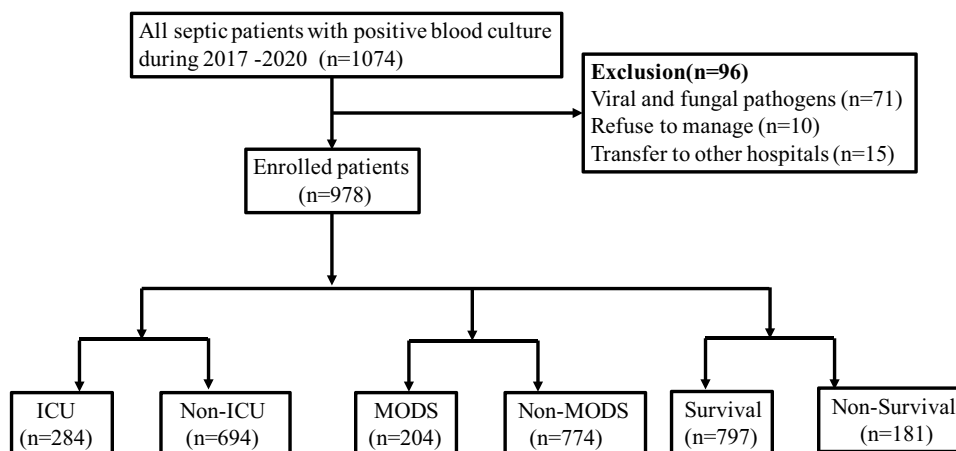 All septic patients with positive blood culture
during 2017 -2020 (n=1074)
Exclusion(n=96)
Viral and fungal pathogens (n=71)
Refuse to manage (n=10)
Transfer to other hospitals (n=15)
Enrolled patients
(n=978)
ICU
(n=284)
Non-ICU
(n=694)
MODS
(n=204)
Non-MODS
(n=774)
Survival
(n=797)
Non-Survival
(n=181)